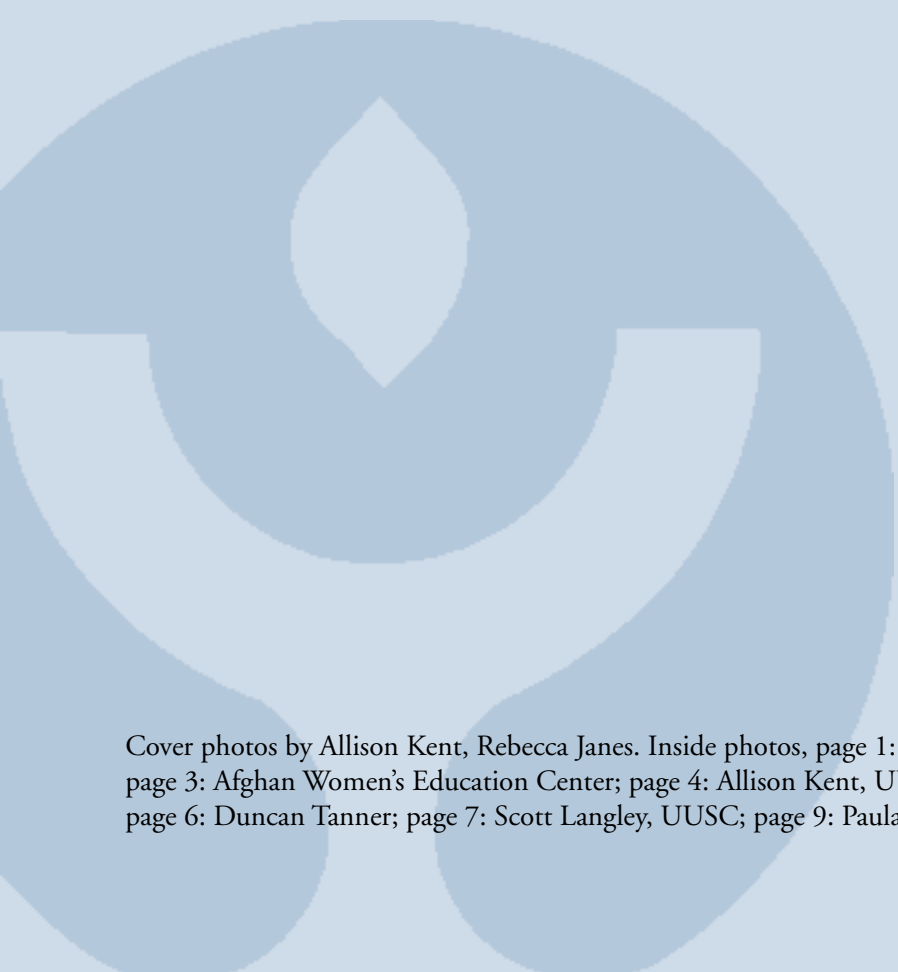 Cover photos by Allison Kent, Rebecca Janes. Inside photos, page 1:
page 3: Afghan Women’s Education Center; page 4: Allison Kent,
page 6: Duncan Tanner; page 7: Scott Langley, UUSC; page 9: Paula